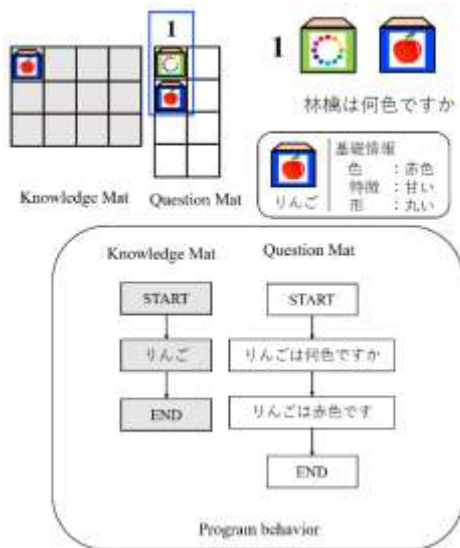 1
1
林檎は何色ですか
Knowledge Mat
Question Mat
基礎情報
色 :赤色
特徴 :甘い
形 :丸い
りんご
Knowledge Mat
Question Mat
START
START
りんご
りんごは何色ですか
END
りんごは赤色です
END
Program behavior